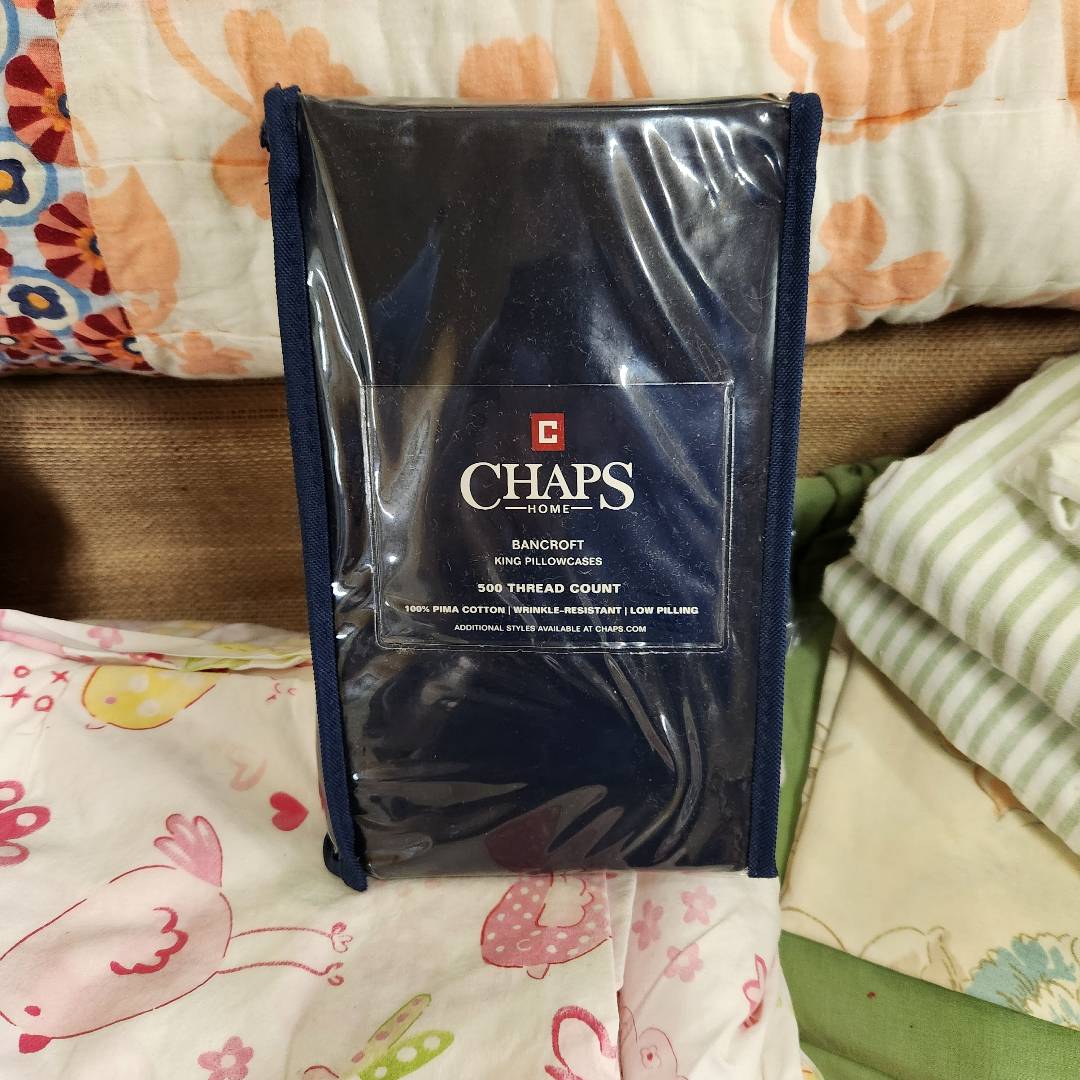 C
CHAPS
HOME
BANCROFT
KING PILLOWCASES
500 THREAD COUNT
100% PIMA COTTON | WRINKLE-RESISTANT | LOW PILLING
ADDITIONAL STYLES AVAILABLE AT CHAPS.COM